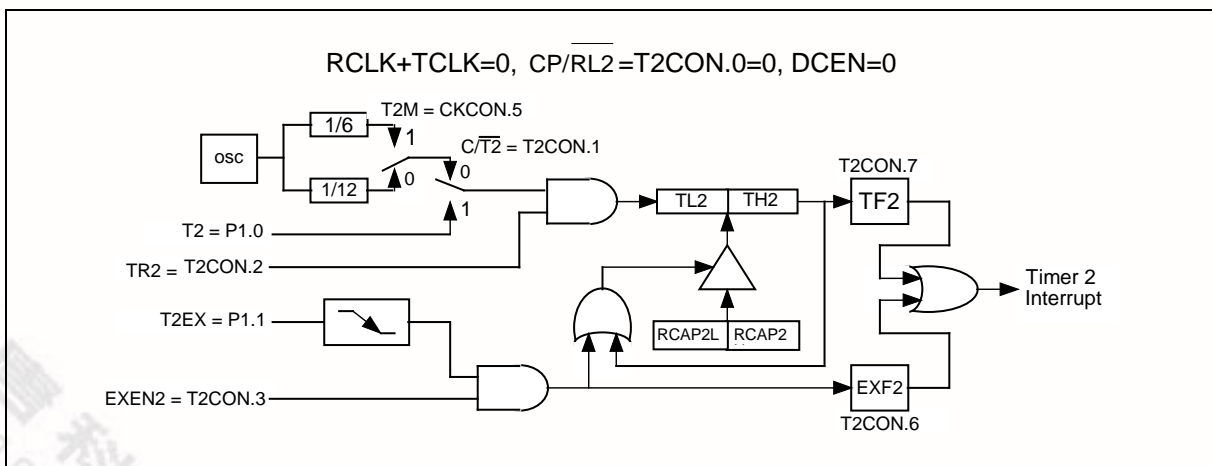 RCLK+TCLK=0, CP/RL2=T2CON.0=0, DCEN=0
T2M = CKCON.5
1/6
1
osc
C/T2 = T2CON.1
0
1/12
0
1
T2CON.7
TL2 TH2
TF2
T2 = P1.0
TR2 = T2CON.2
Timer 2
Interrupt
T2EX = P1.1
RCAP2L RCAP2
EXEN2 = T2CON.3
EXF2
T2CON.6